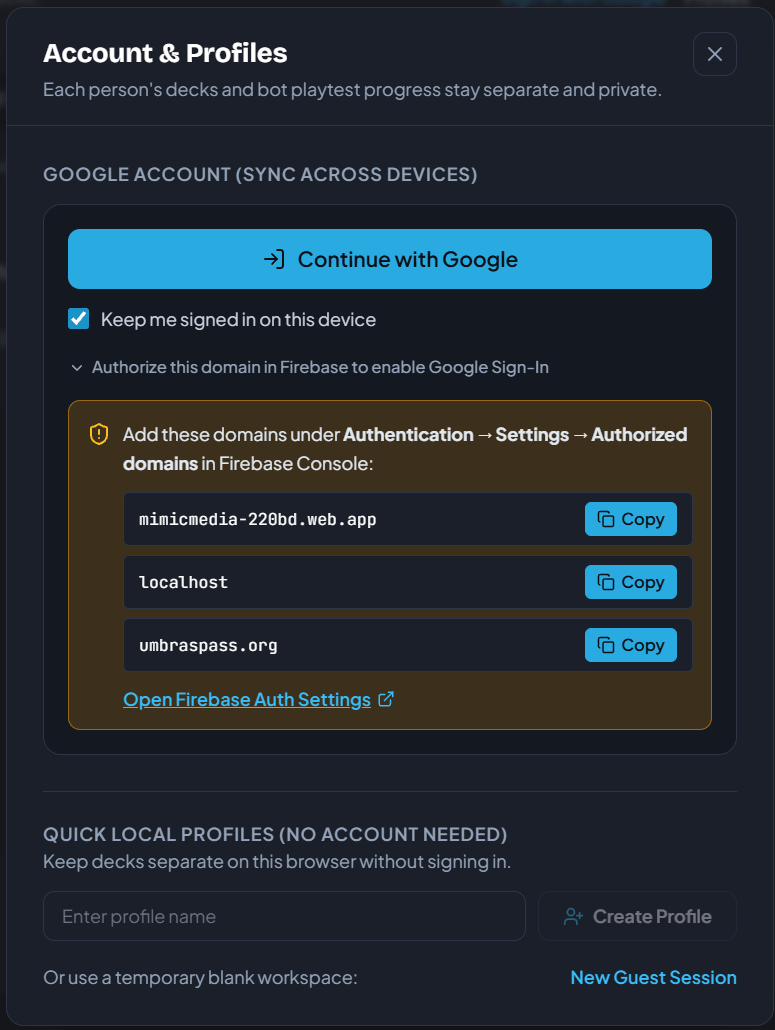 Account & Profiles
Each person's decks and bot playtest progress stay separate and private.
GOOGLE ACCOUNT (SYNC ACROSS DEVICES)
Continue with Google
Keep me signed in on this device
Authorize this domain in Firebase to enable Google Sign-In
Add these domains under Authentication → Settings → Authorized
domains in Firebase Console:
mimicmedia-220bd.web.app Copy
localhost Copy
umbraspass.org Copy
Open Firebase Auth Settings
QUICK LOCAL PROFILES (NO ACCOUNT NEEDED)
Keep decks separate on this browser without signing in.
Enter profile name Create Profile
Or use a temporary blank workspace: New Guest Session